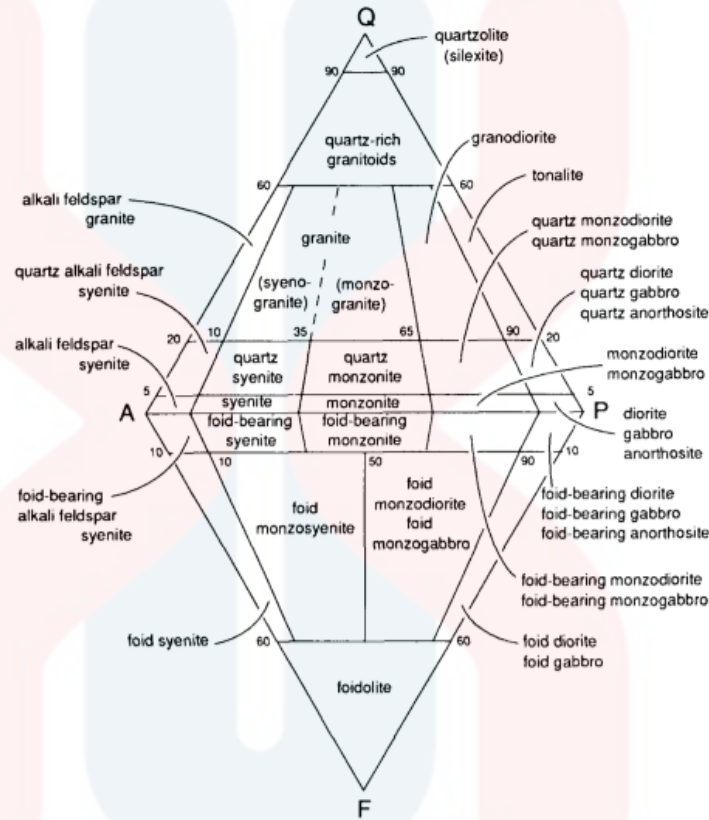 Q
quartzolite
(silexite)
90 90
quartz-rich
granitoids
granodiorite
60 60
tonalite
alkali feldspar
granite
quartz monzodiorite
quartz monzogabbro
granite
quartz alkali feldspar
syenite
(syeno-
granite)
(monzo-
granite)
quartz diorite
quartz gabbro
quartz anorthosite
20 10 35 65 90 20
alkali feldspar
syenite
quartz
syenite
quartz
monzonite
monzodiorite
monzogabbro
5 5
syenite monzonite
A P
diorite
gabbro
anorthosite
foid-bearing
syenite
foid-bearing
monzonite
10 10 50 90 10
foid-bearing
alkali feldspar
syenite
foid
monzosyenite
foid
monzodiorite
foid
monzogabbro
foid-bearing diorite
foid-bearing gabbro
foid-bearing anorthosite
foid-bearing monzodiorite
foid-bearing monzogabbro
foid syenite
60 60
foid diorite
foid gabbro
foidolite
F